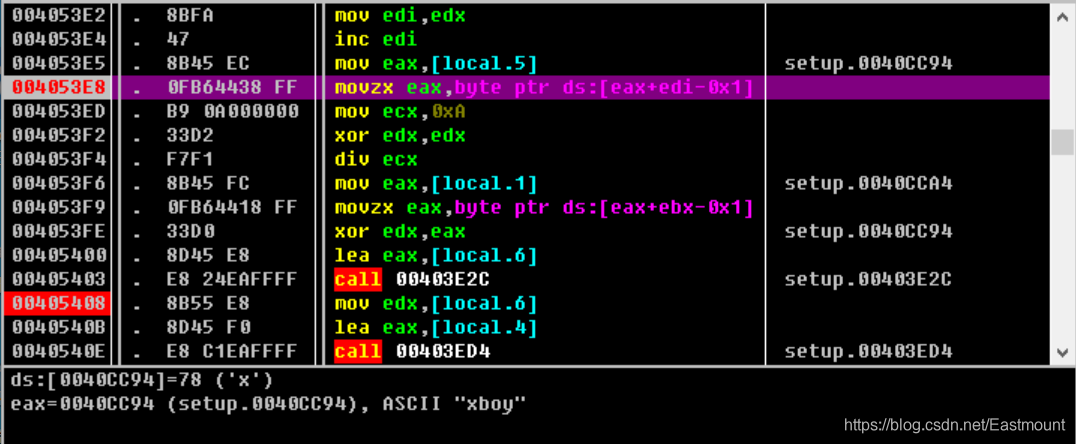 004053E2 . 8BFA mov edi,edx
004053E4 . 47 inc edi
004053E5 . 8B45 EC mov eax,[local.5] setup.0040CC94
004053E8 . 0FB64438 FF movzx eax,byte ptr ds:[eax+edi-0x1]
004053ED . B9 0A000000 mov ecx,0xA
004053F2 . 33D2 xor edx,edx
004053F4 . F7F1 div ecx
004053F6 . 8B45 FC mov eax,[local.1] setup.0040CCA4
004053F9 . 0FB64418 FF movzx eax,byte ptr ds:[eax+ebx-0x1]
004053FE . 33D0 xor edx,eax setup.0040CC94
00405400 . 8D45 E8 lea eax,[local.6]
00405403 . E8 24EAFFFF call 00403E2C setup.00403E2C
00405408 . 8B55 E8 mov edx,[local.6]
0040540B . 8D45 F0 lea eax,[local.4]
0040540E . E8 C1EAFFFF call 00403ED4 setup.00403ED4
ds:[0040CC94]=78 ('x')
eax=0040CC94 (setup.0040CC94), ASCII "xboy"
https://blog.csdn.net/Eastmount